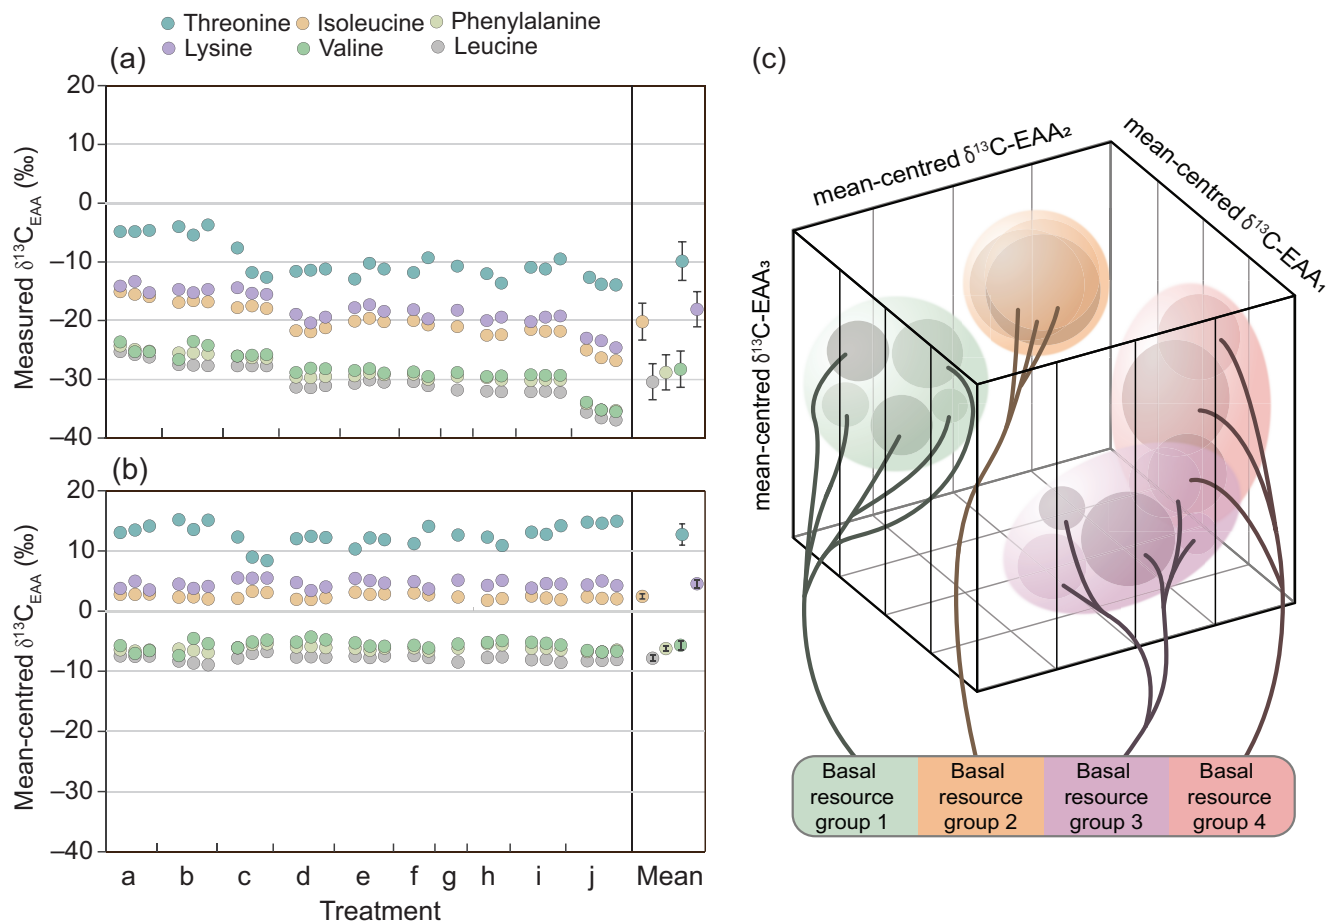 Threonine Isoleucine Phenylalanine
Lysine Valine Leucine
(a)
20
10
0
–10
–20
–30
–40
Measured δ¹³C_EAA (‰)
(b)
20
10
0
–10
–20
–30
–40
Mean-centred δ¹³C_EAA (‰)
a b c d e f g h i j Mean
Treatment
(c)
mean-centred δ¹³C-EAA₂
mean-centred δ¹³C-EAA₁
mean-centred δ¹³C-EAA₃
Basal
resource
group 1
Basal
resource
group 2
Basal
resource
group 3
Basal
resource
group 4